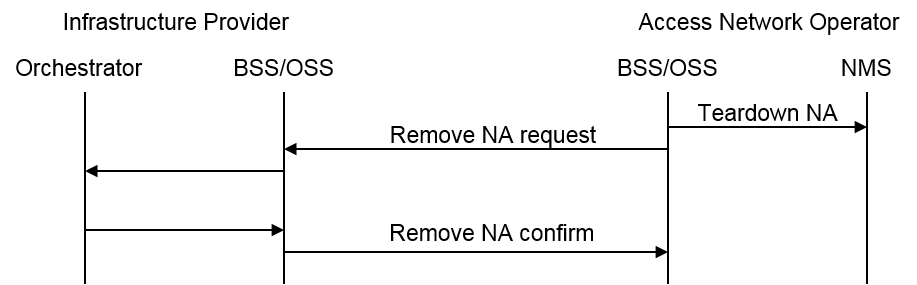 Infrastructure Provider Access Network Operator
Orchestrator BSS/OSS BSS/OSS NMS
Teardown NA
Remove NA request
Remove NA confirm